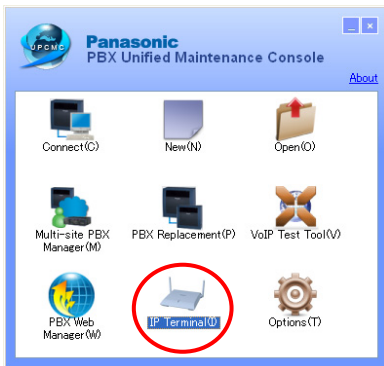 UPCMC
Panasonic
PBX Unified Maintenance Console
About
Connect(C)
New(N)
Open(O)
Multi-site PBX
Manager(M)
PBX Replacement(P)
VoIP Test Tool(V)
PBX Web
Manager(W)
IP Terminal(I)
Options(T)